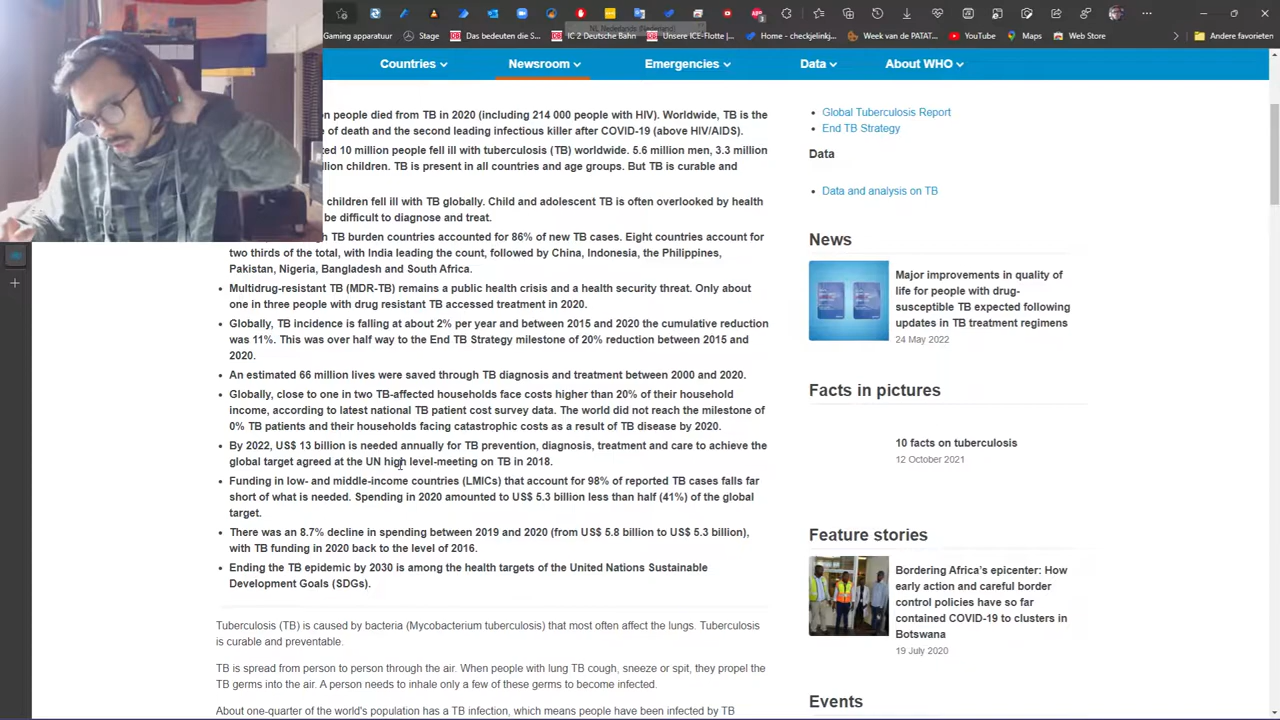 NL Nederlands (Nederland)
Gaming apparatuur
Stage
Das bedeuten die S...
IC 2 Deutsche Bahn
Unsere ICE-Flotte |...
Home - checkjelinkj...
Week van de PATAT...
YouTube
Maps
Web Store
Andere favorieten
Countries
Newsroom
Emergencies
Data
About WHO
n people died from TB in 2020 (including 214 000 people with HIV). Worldwide, TB is the
e of death and the second leading infectious killer after COVID-19 (above HIV/AIDS).
ed 10 million people fell ill with tuberculosis (TB) worldwide. 5.6 million men, 3.3 million
llion children. TB is present in all countries and age groups. But TB is curable and
children fell ill with TB globally. Child and adolescent TB is often overlooked by health
be difficult to diagnose and treat.
TB burden countries accounted for 86% of new TB cases. Eight countries account for
two thirds of the total, with India leading the count, followed by China, Indonesia, the Philippines,
Pakistan, Nigeria, Bangladesh and South Africa.
Multidrug-resistant TB (MDR-TB) remains a public health crisis and a health security threat. Only about
one in three people with drug resistant TB accessed treatment in 2020.
Globally, TB incidence is falling at about 2% per year and between 2015 and 2020 the cumulative reduction
was 11%. This was over half way to the End TB Strategy milestone of 20% reduction between 2015 and
2020.
An estimated 66 million lives were saved through TB diagnosis and treatment between 2000 and 2020.
Globally, close to one in two TB-affected households face costs higher than 20% of their household
income, according to latest national TB patient cost survey data. The world did not reach the milestone of
0% TB patients and their households facing catastrophic costs as a result of TB disease by 2020.
By 2022, US$ 13 billion is needed annually for TB prevention, diagnosis, treatment and care to achieve the
global target agreed at the UN high level-meeting on TB in 2018.
Funding in low- and middle-income countries (LMICs) that account for 98% of reported TB cases falls far
short of what is needed. Spending in 2020 amounted to US$ 5.3 billion less than half (41%) of the global
target.
There was an 8.7% decline in spending between 2019 and 2020 (from US$ 5.8 billion to US$ 5.3 billion),
with TB funding in 2020 back to the level of 2016.
Ending the TB epidemic by 2030 is among the health targets of the United Nations Sustainable
Development Goals (SDGs).
Tuberculosis (TB) is caused by bacteria (Mycobacterium tuberculosis) that most often affect the lungs. Tuberculosis
is curable and preventable.
TB is spread from person to person through the air. When people with lung TB cough, sneeze or spit, they propel the
TB germs into the air. A person needs to inhale only a few of these germs to become infected.
About one-quarter of the world's population has a TB infection, which means people have been infected by TB
Global Tuberculosis Report
End TB Strategy
Data
Data and analysis on TB
News
Major improvements in quality of
life for people with drug-
susceptible TB expected following
updates in TB treatment regimens
24 May 2022
Facts in pictures
10 facts on tuberculosis
12 October 2021
Feature stories
Bordering Africa's epicenter: How
early action and careful border
control policies have so far
contained COVID-19 to clusters in
Botswana
19 July 2020
Events